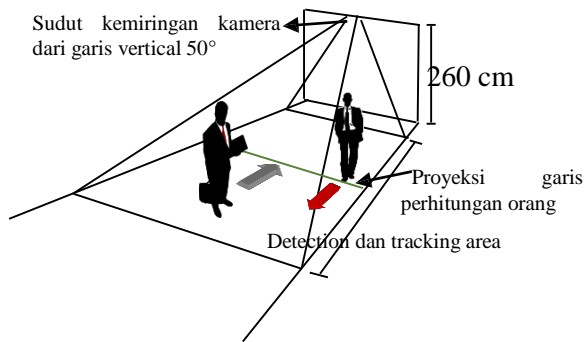 Sudut kemiringan kamera
dari garis vertical 50°
260 cm
Proyeksi garis
perhitungan orang
Detection dan tracking area